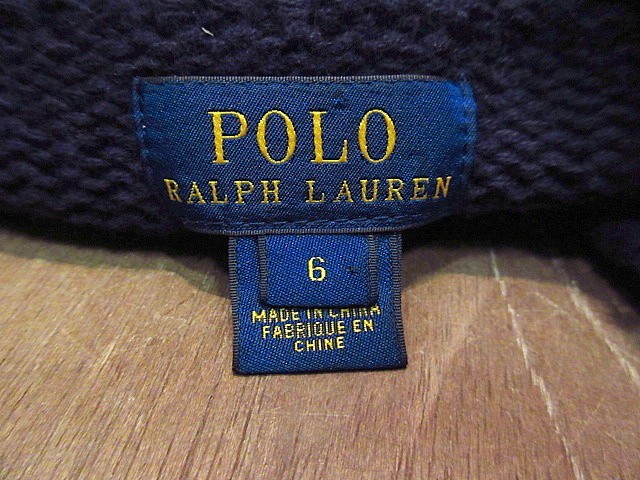 POLO
RALPH LAUREN
6
MADE IN CHINA
FABRIQUE EN
CHINE